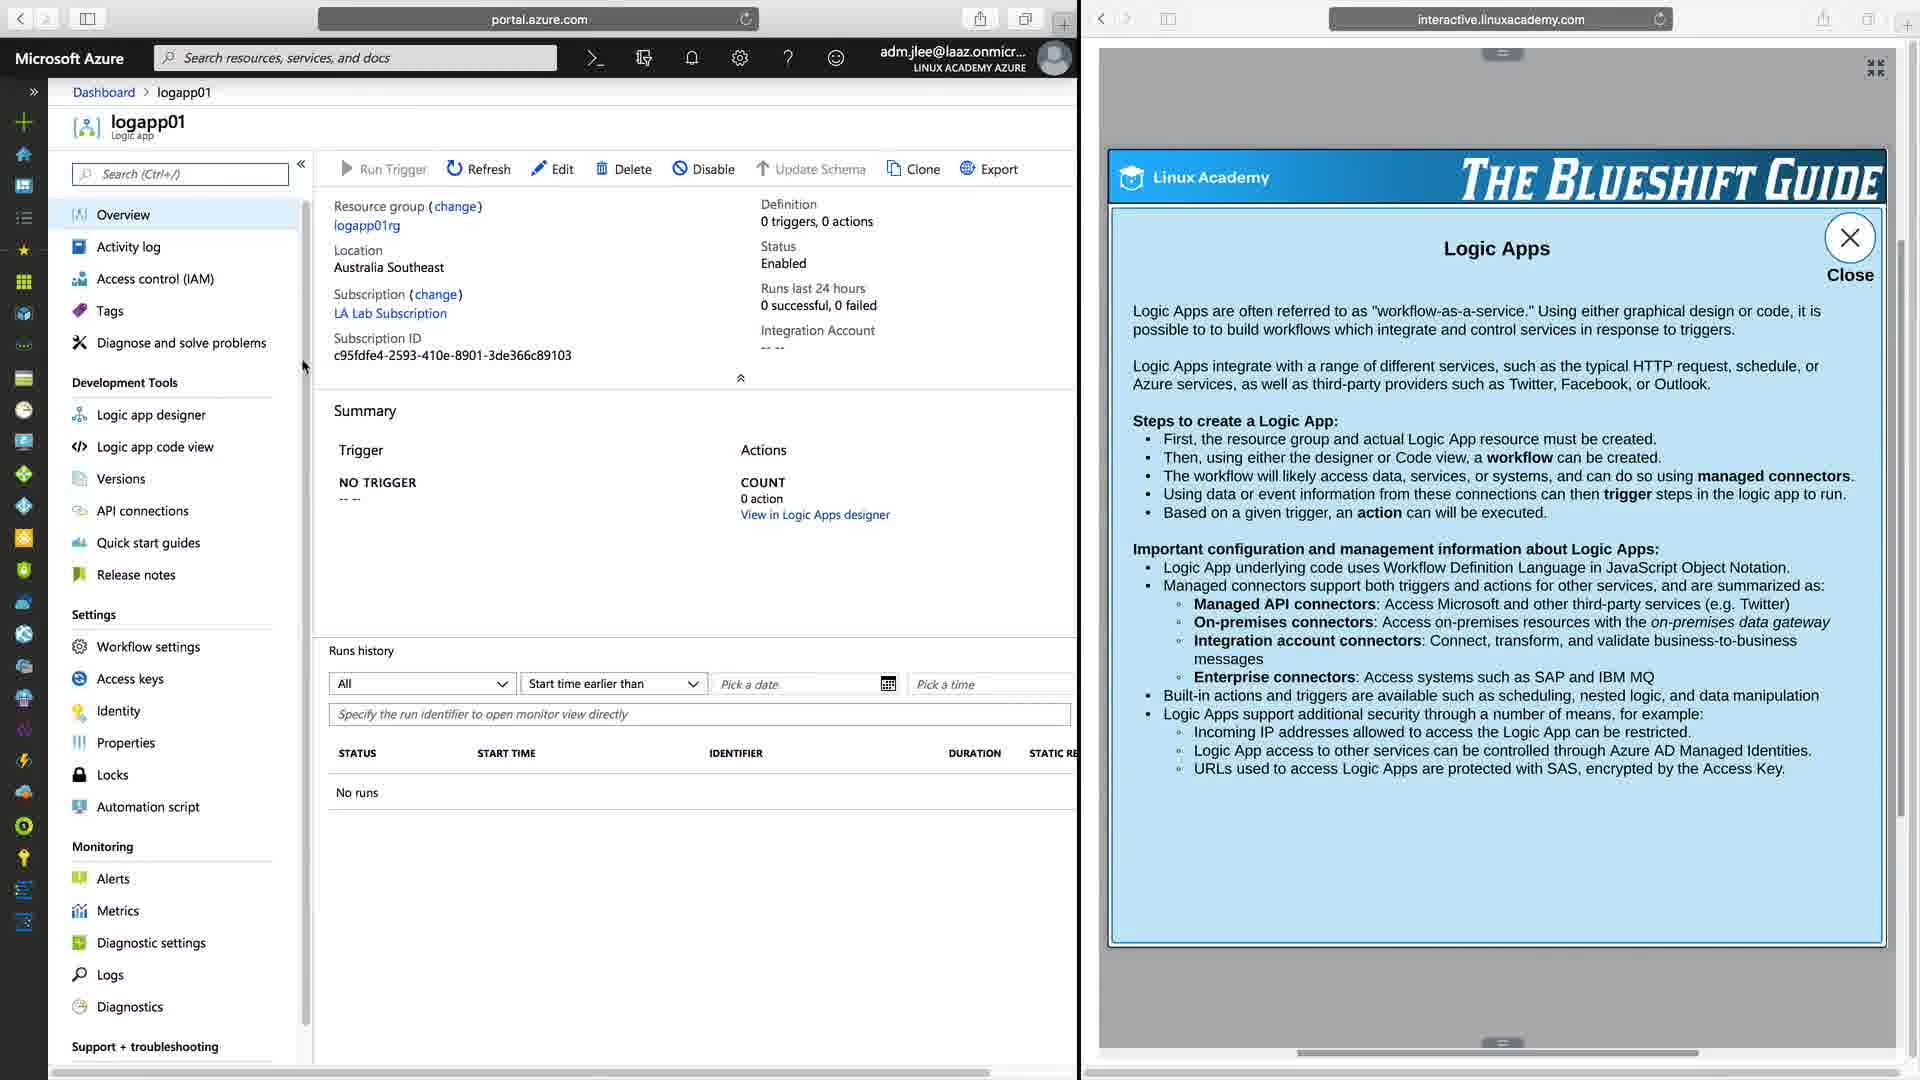 portal.azure.com
Microsoft Azure
Search resources, services, and docs
adm.jlee@laaz.onmicr...
LINUX ACADEMY AZURE
Dashboard > logapp01
logapp01
Logic app
Search (Ctrl+/)
Overview
Activity log
Access control (IAM)
Tags
Diagnose and solve problems
Development Tools
Logic app designer
Logic app code view
Versions
API connections
Quick start guides
Release notes
Settings
Workflow settings
Access keys
Identity
Properties
Locks
Automation script
Monitoring
Alerts
Metrics
Diagnostic settings
Logs
Diagnostics
Support + troubleshooting
Run Trigger Refresh Edit Delete Disable Update Schema Clone Export
Resource group (change)
logapp01rg
Location
Australia Southeast
Subscription (change)
LA Lab Subscription
Subscription ID
c95fdfe4-2593-410e-8901-3de366c89103
Definition
0 triggers, 0 actions
Status
Enabled
Runs last 24 hours
0 successful, 0 failed
Integration Account
-- --
Summary
Trigger
NO TRIGGER
-- --
Actions
COUNT
0 action
View in Logic Apps designer
Runs history
All Start time earlier than Pick a date Pick a time
Specify the run identifier to open monitor view directly
STATUS START TIME IDENTIFIER DURATION STATIC RE
No runs
interactive.linuxacademy.com
Linux Academy THE BLUESHIFT GUIDE
Logic Apps
Close
Logic Apps are often referred to as "workflow-as-a-service." Using either graphical design or code, it is
possible to to build workflows which integrate and control services in response to triggers.
Logic Apps integrate with a range of different services, such as the typical HTTP request, schedule, or
Azure services, as well as third-party providers such as Twitter, Facebook, or Outlook.
Steps to create a Logic App:
• First, the resource group and actual Logic App resource must be created.
• Then, using either the designer or Code view, a workflow can be created.
• The workflow will likely access data, services, or systems, and can do so using managed connectors.
• Using data or event information from these connections can then trigger steps in the logic app to run.
• Based on a given trigger, an action can will be executed.
Important configuration and management information about Logic Apps:
• Logic App underlying code uses Workflow Definition Language in JavaScript Object Notation.
• Managed connectors support both triggers and actions for other services, and are summarized as:
◦ Managed API connectors: Access Microsoft and other third-party services (e.g. Twitter)
◦ On-premises connectors: Access on-premises resources with the on-premises data gateway
◦ Integration account connectors: Connect, transform, and validate business-to-business
messages
◦ Enterprise connectors: Access systems such as SAP and IBM MQ
• Built-in actions and triggers are available such as scheduling, nested logic, and data manipulation
• Logic Apps support additional security through a number of means, for example:
◦ Incoming IP addresses allowed to access the Logic App can be restricted.
◦ Logic App access to other services can be controlled through Azure AD Managed Identities.
◦ URLs used to access Logic Apps are protected with SAS, encrypted by the Access Key.